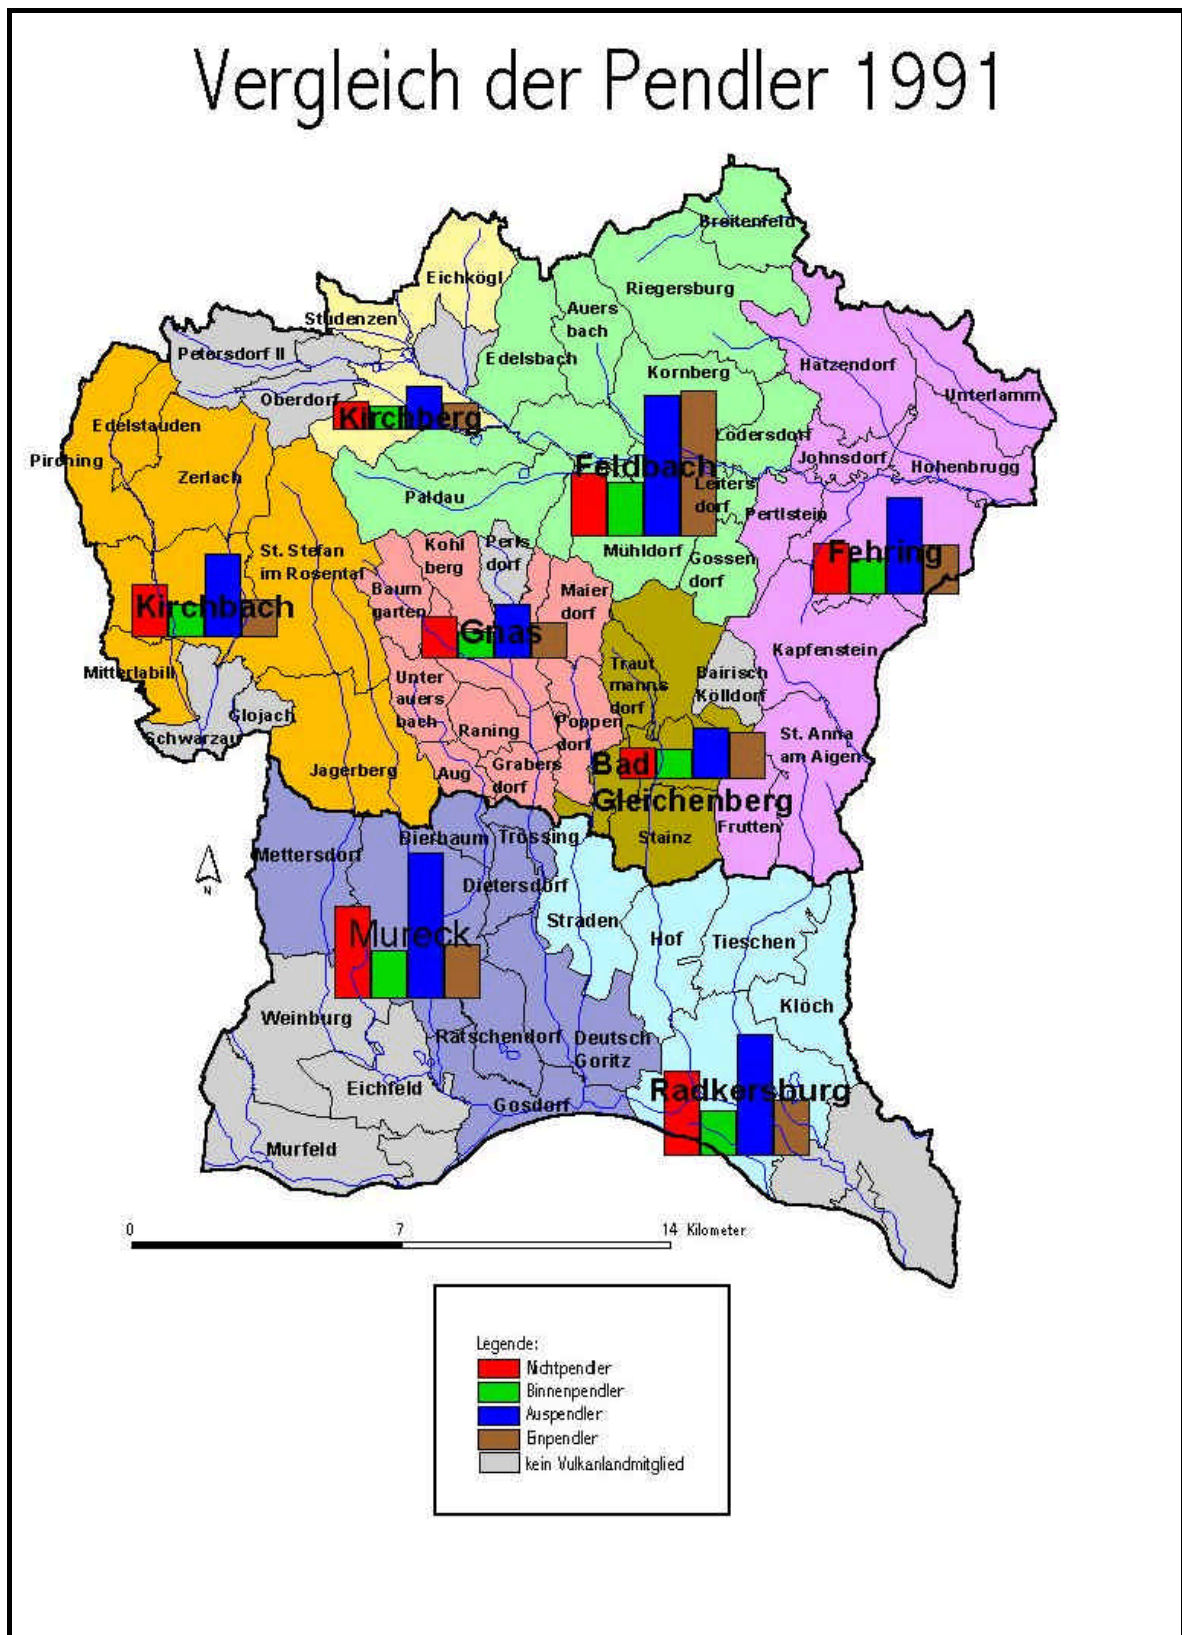 Vergleich der Pendler 1991
Breitenfeld
Eichkögl
Riegersburg
Studenzen
Auers
bach
Petersdorf II
Edelsbach
Hatzendorf
Kornberg
Oberdorf
Unterlamm
Kirchberg
Edelstauden
Lödersdorf
Pirching
Johnsdorf
Hohenbrugg
Zerlach
Feldbach
Leiters
dorf
Paldau
Pertlstein
Kohl
berg
Perls
dorf
St. Stefan
im Rosental
Mühldorf
Gossen
dorf
Fehring
Baum
garten
Maier
dorf
Kirchbach
Gnas
Kapfenstein
Mitterlabill
Traut
manns
dorf
Bairisch
Kölldorf
Unter
auers
bach
Glojach
Schwarzau
Raning
Poppen
dorf
St. Anna
am Aigen
Jagerberg
Aug
Grabers
dorf
Bad
Gleichenberg
Frutten
Stainz
Bierbaum
Trössing
Mettersdorf
N
Dietersdorf
Straden
Mureck
Hof
Tieschen
Klöch
Weinburg
Ratschendorf
Deutsch
Goritz
Eichfeld
Radkersburg
Gosdorf
Murfeld
0 7 14 Kilometer
Legende:
Nichtpendler
Binnenpendler
Auspendler
Einpendler
kein Vulkanlandmitglied